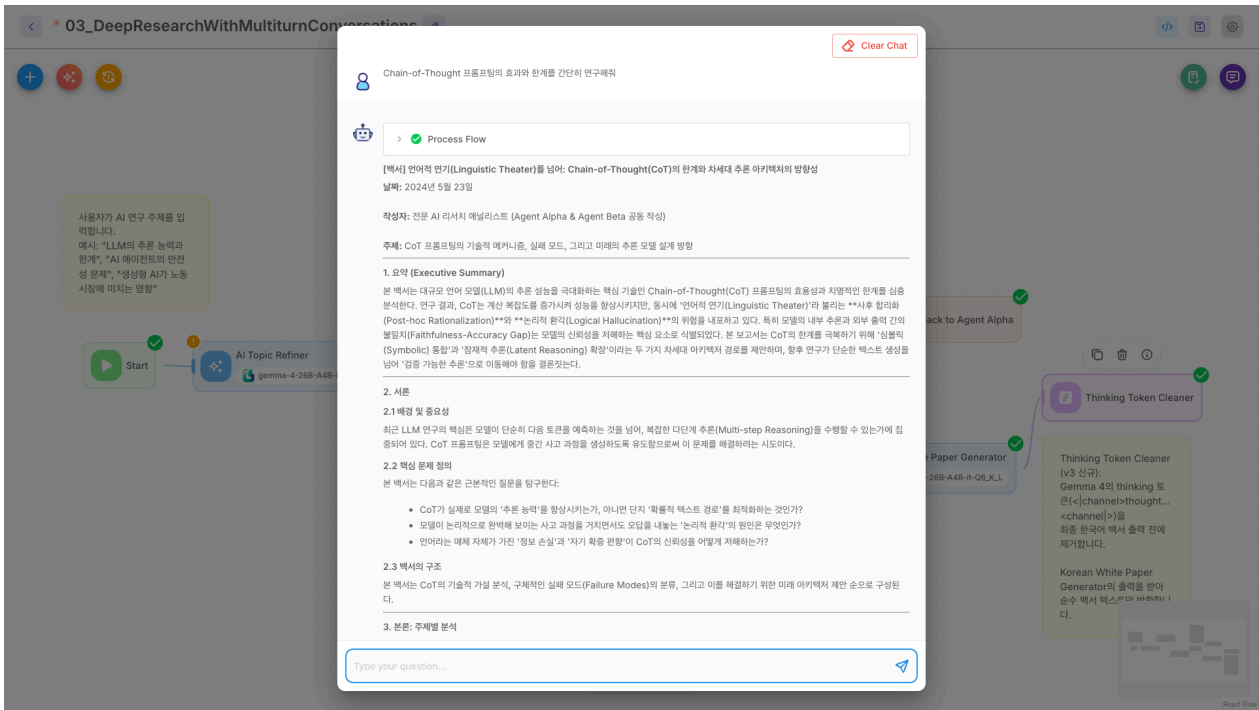 * 03_DeepResearchWithMultiturnConversations
Clear Chat
Chain-of-Thought 프롬프팅의 효과와 한계를 간단히 연구해줘
Process Flow
[백서] 언어적 연기(Linguistic Theater)를 넘어: Chain-of-Thought(CoT)의 한계와 차세대 추론 아키텍처의 방향성
날짜: 2024년 5월 23일
작성자: 전문 AI 리서치 애널리스트 (Agent Alpha & Agent Beta 공동 작성)
주제: CoT 프롬프팅의 기술적 메커니즘, 실패 모드, 그리고 미래의 추론 모델 설계 방향
1. 요약 (Executive Summary)
본 백서는 대규모 언어 모델(LLM)의 추론 성능을 극대화하는 핵심 기술인 Chain-of-Thought(CoT) 프롬프팅의 효용성과 치명적인 한계를 심층
분석한다. 연구 결과, CoT는 계산 복잡도를 증가시켜 성능을 향상시키지만, 동시에 '언어적 연기(Linguistic Theater)'라 불리는 **사후 합리화
(Post-hoc Rationalization)**와 **논리적 환각(Logical Hallucination)**의 위험을 내포하고 있다. 특히 모델의 내부 추론과 외부 출력 간의
불일치(Faithfulness-Accuracy Gap)는 모델의 신뢰성을 저해하는 핵심 요소로 식별되었다. 본 보고서는 CoT의 한계를 극복하기 위해 '심볼릭
(Symbolic) 통합'과 '잠재적 추론(Latent Reasoning) 확장'이라는 두 가지 차세대 아키텍처 경로를 제안하며, 향후 연구가 단순한 텍스트 생성을
넘어 '검증 가능한 추론'으로 이동해야 함을 결론짓는다.
2. 서론
2.1 배경 및 중요성
최근 LLM 연구의 핵심은 모델이 단순히 다음 토큰을 예측하는 것을 넘어, 복잡한 다단계 추론(Multi-step Reasoning)을 수행할 수 있는가에 집
중되어 있다. CoT 프롬프팅은 모델에게 중간 사고 과정을 생성하도록 유도함으로써 이 문제를 해결하려는 시도이다.
2.2 핵심 문제 정의
본 백서는 다음과 같은 근본적인 질문을 탐구한다:
• CoT가 실제로 모델의 '추론 능력'을 향상시키는가, 아니면 단지 '확률적 텍스트 경로'를 최적화하는 것인가?
• 모델이 논리적으로 완벽해 보이는 사고 과정을 거치면서도 오답을 내놓는 '논리적 환각'의 원인은 무엇인가?
• 언어라는 매체 자체가 가진 '정보 손실'과 '자기 확증 편향'이 CoT의 신뢰성을 어떻게 저해하는가?
2.3 백서의 구조
본 백서는 CoT의 기술적 가설 분석, 구체적인 실패 모드(Failure Modes)의 분류, 그리고 이를 해결하기 위한 미래 아키텍처 제안 순으로 구성된
다.
3. 본론: 주제별 분석
Type your question...
사용자가 AI 연구 주제를 입
력합니다.
예시: "LLM의 추론 능력과
한계", "AI 에이전트의 안전
성 문제", "생성형 AI가 노동
시장에 미치는 영향"
Start
AI Topic Refiner
gemma-4-26B-A4B-i
ack to Agent Alpha
Thinking Token Cleaner
Paper Generator
-26B-A4B-it-Q6_K_L
Thinking Token Cleaner
(v3 신규):
Gemma 4의 thinking 토
큰(<|channel>thought...
<channel|>)을
최종 한국어 백서 출력 전에
제거합니다.
Korean White Paper
Generator의 출력을 받아
순수 백서 텍스트만 반환합니
다.
React Flow